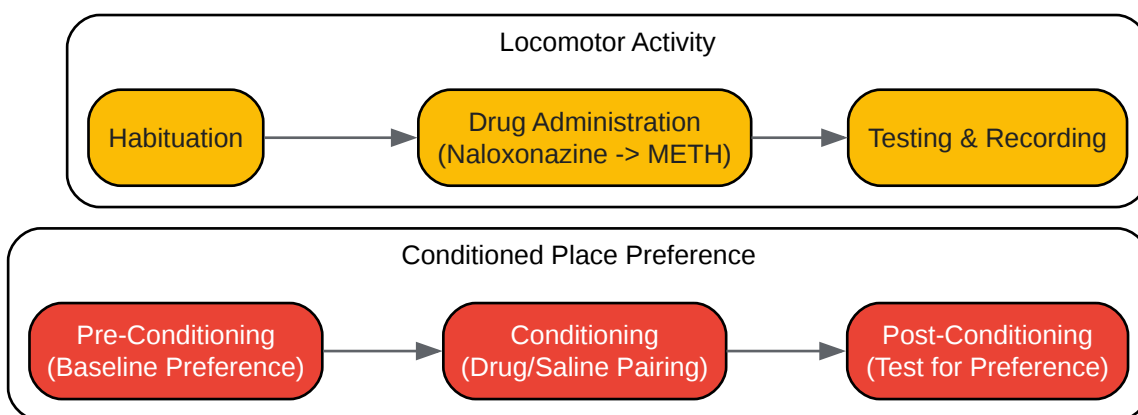 Locomotor Activity
Habituation
Drug Administration
(Naloxonazine -> METH)
Testing & Recording
Conditioned Place Preference
Pre-Conditioning
(Baseline Preference)
Conditioning
(Drug/Saline Pairing)
Post-Conditioning
(Test for Preference)